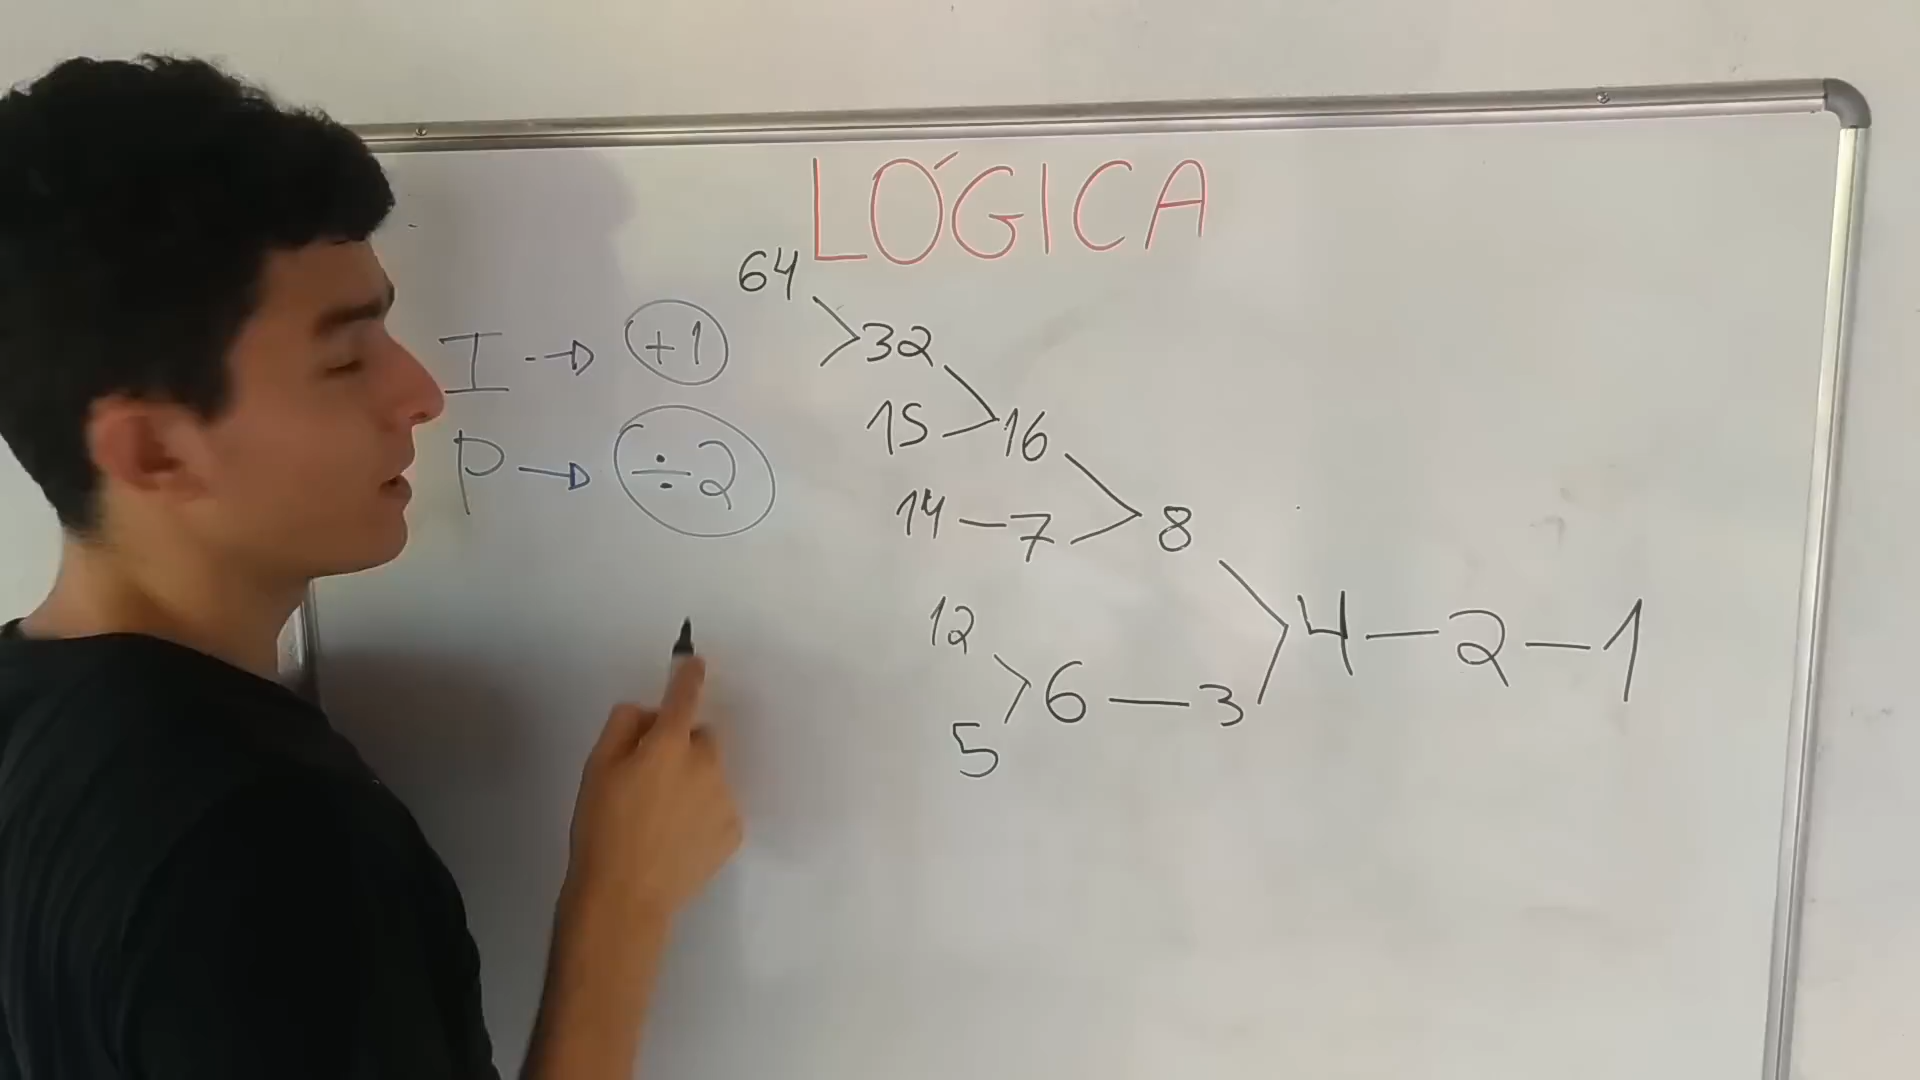 LÓGICA
64
I → +1
32
P → ÷2
15 16
14 — 7 8
12
4 — 2 — 1
6 — 3
5